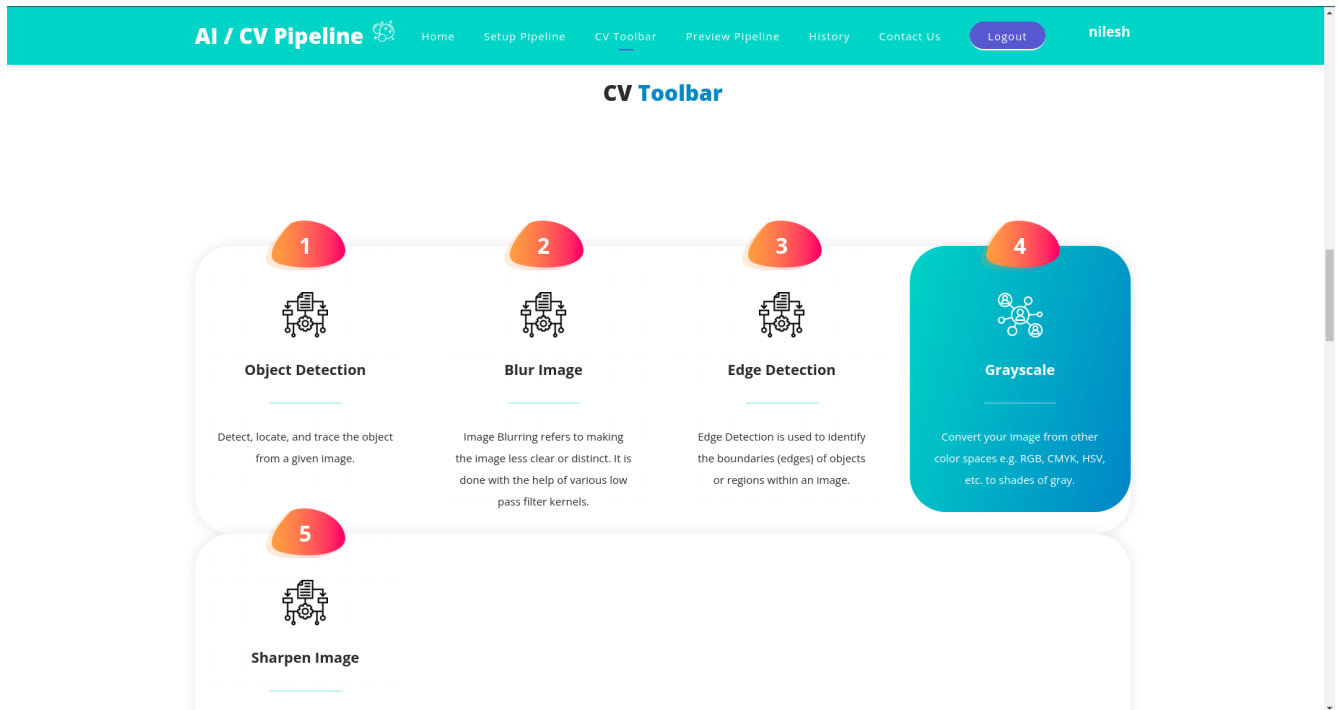 AI / CV Pipeline
Home Setup Pipeline CV Toolbar Preview Pipeline History Contact Us Logout nilesh
CV Toolbar
1
Object Detection
Detect, locate, and trace the object
from a given image.
2
Blur Image
Image Blurring refers to making
the image less clear or distinct. It is
done with the help of various low
pass filter kernels.
3
Edge Detection
Edge Detection is used to identify
the boundaries (edges) of objects
or regions within an image.
4
Grayscale
Convert your image from other
color spaces e.g. RGB, CMYK, HSV,
etc. to shades of gray.
5
Sharpen Image